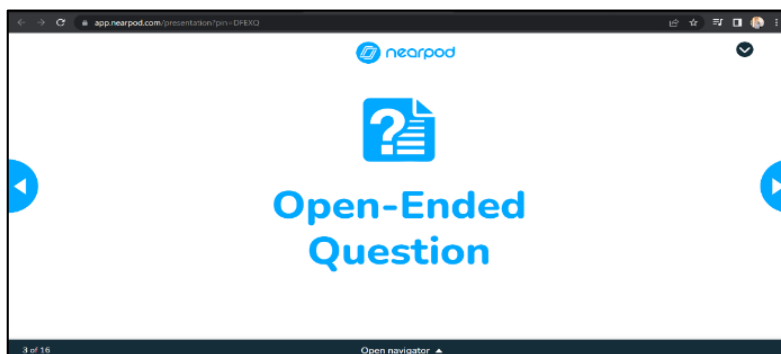 app.nearpod.com/presentation?pin=DFEXQ
nearpod
?
Open-Ended
Question
3 of 16
Open navigator